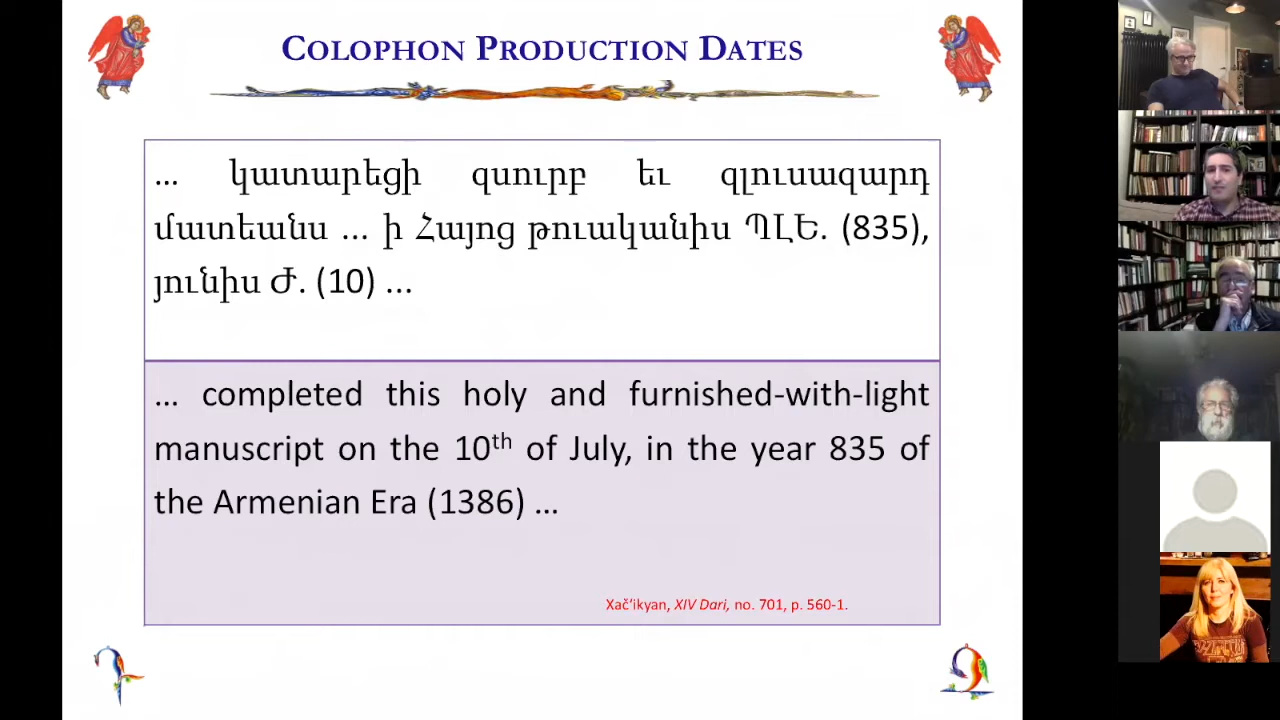 COLOPHON PRODUCTION DATES
... կատարեցի զսուրբ եւ զլուսազարդ
մատեանս ... ի Հայոց թուականիս ՊԼԵ. (835),
յունիս Ժ. (10) ...
... completed this holy and furnished-with-light
manuscript on the 10th of July, in the year 835 of
the Armenian Era (1386) ...
Xač‘ikyan, XIV Dari, no. 701, p. 560-1.